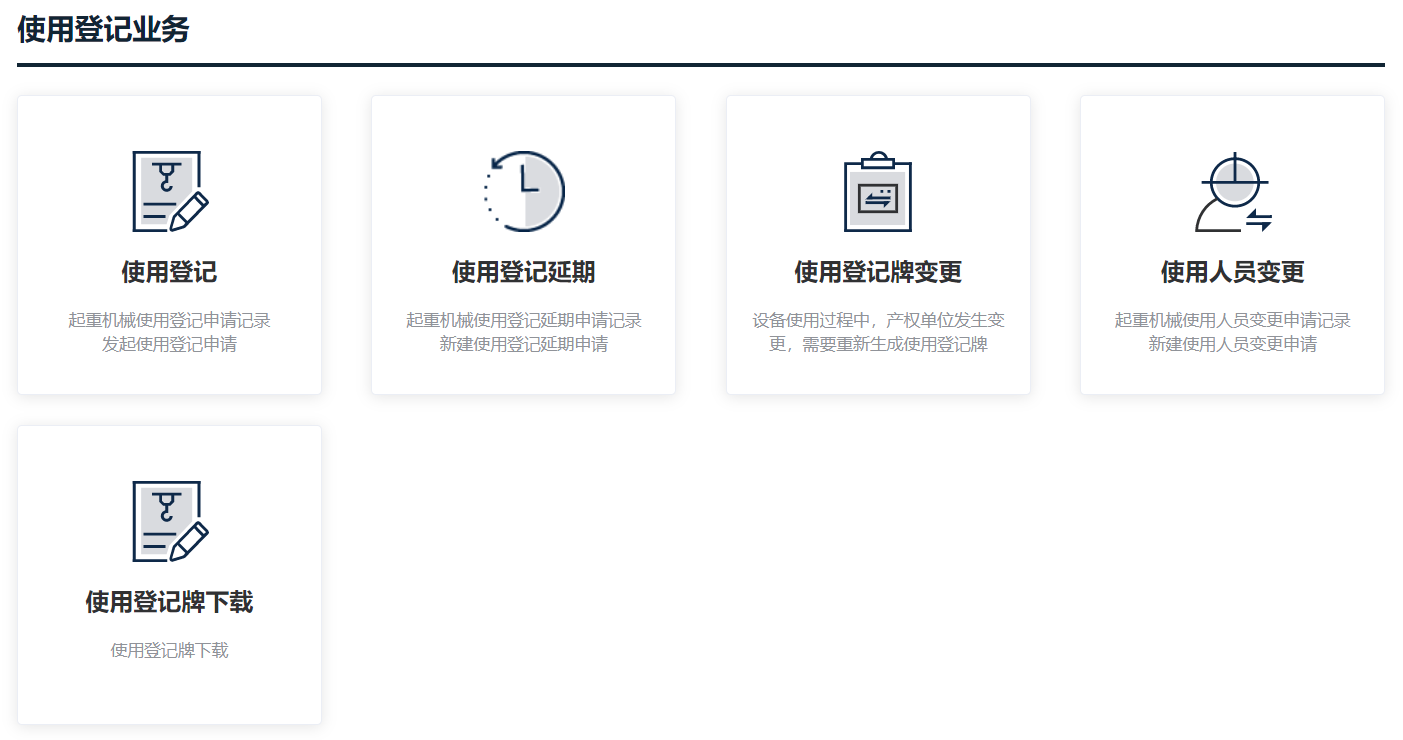 使用登记业务
使用登记
起重机械使用登记申请记录
发起使用登记申请
使用登记延期
起重机械使用登记延期申请记录
新建使用登记延期申请
使用登记牌变更
设备使用过程中，产权单位发生变
更，需要重新生成使用登记牌
使用人员变更
起重机械使用人员变更申请记录
新建使用人员变更申请
使用登记牌下载
使用登记牌下载